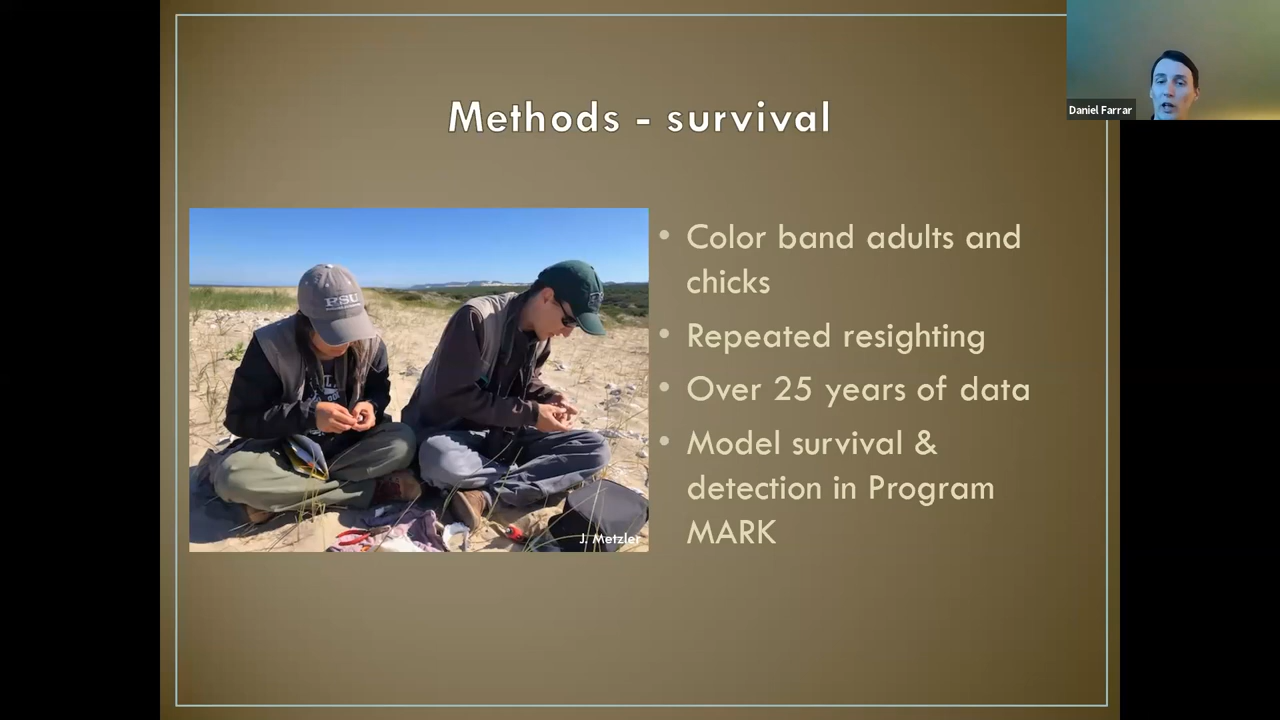 Methods - survival
Daniel Farrar
PSU
• Color band adults and
chicks
• Repeated resighting
• Over 25 years of data
• Model survival &
detection in Program
MARK
J. Metzler